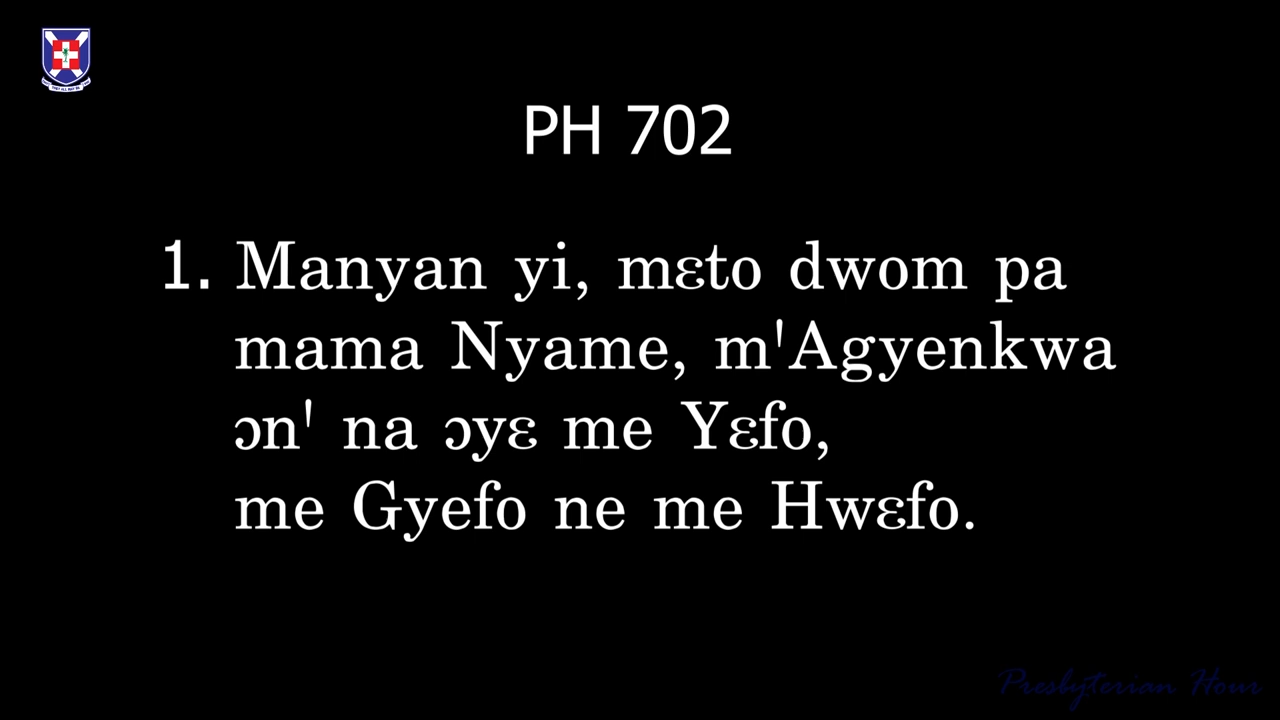 PH 702
1. Manyan yi, mɛto dwom pa
mama Nyame, m'Agyenkwa
ɔn' na ɔyɛ me Yɛfo,
me Gyefo ne me Hwɛfo.
Presbyterian Hour